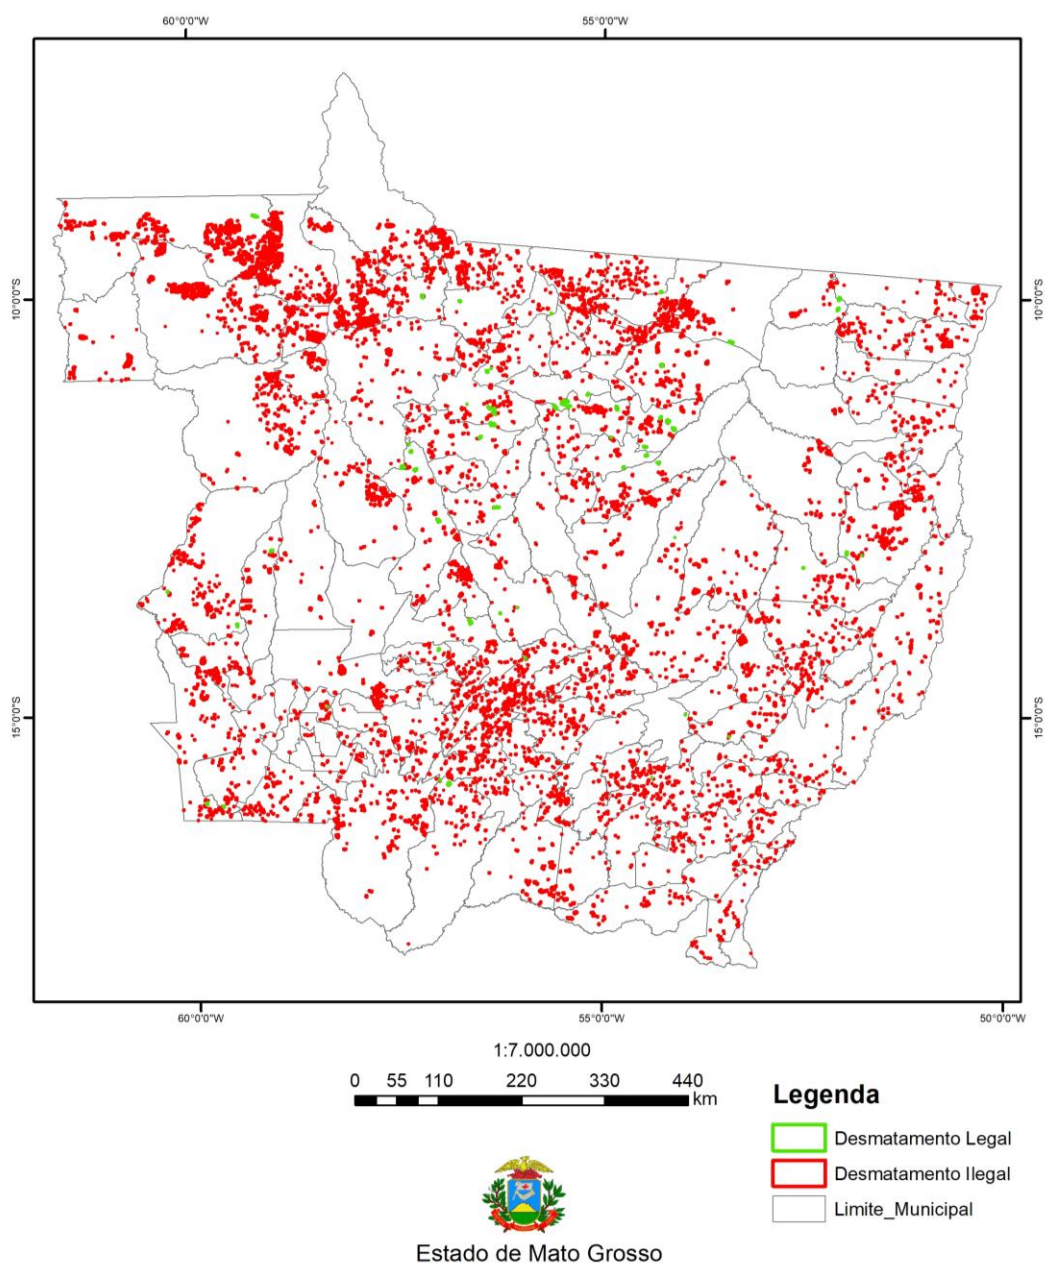 60°0'0"W
55°0'0"W
10°0'0"S
10°0'0"S
15°0'0"S
15°0'0"S
60°0'0"W
55°0'0"W
50°0'0"W
1:7.000.000
0 55 110 220 330 440
km
Legenda
Desmatamento Legal
Desmatamento Ilegal
Limite_Municipal
Estado de Mato Grosso